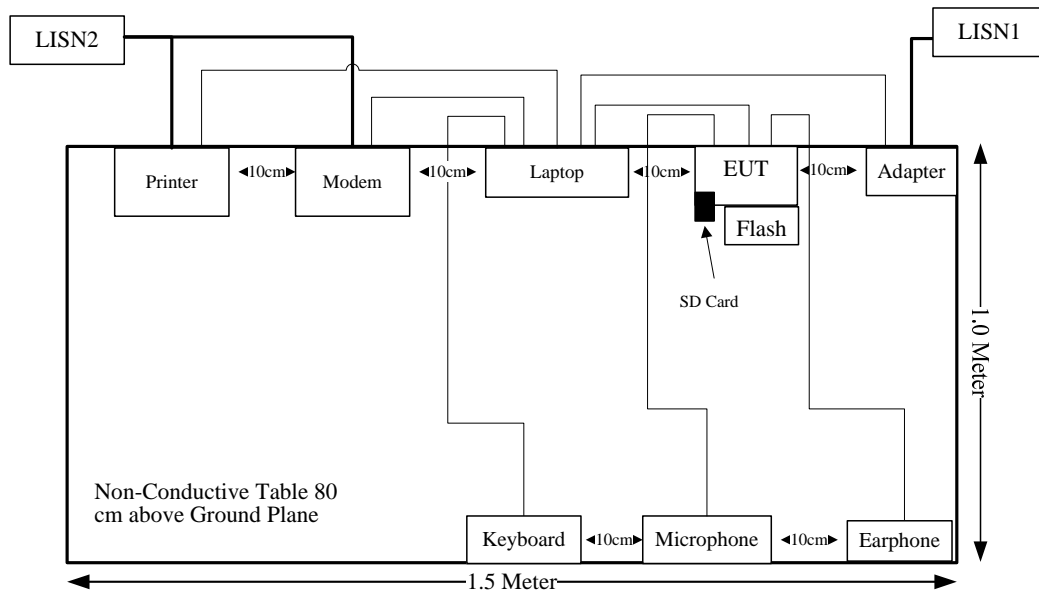 LISN2
LISN1
Printer
10cm
Modem
10cm
Laptop
10cm
EUT
10cm
Adapter
Flash
SD Card
1.0 Meter
Non-Conductive Table 80
cm above Ground Plane
Keyboard
10cm
Microphone
10cm
Earphone
1.5 Meter